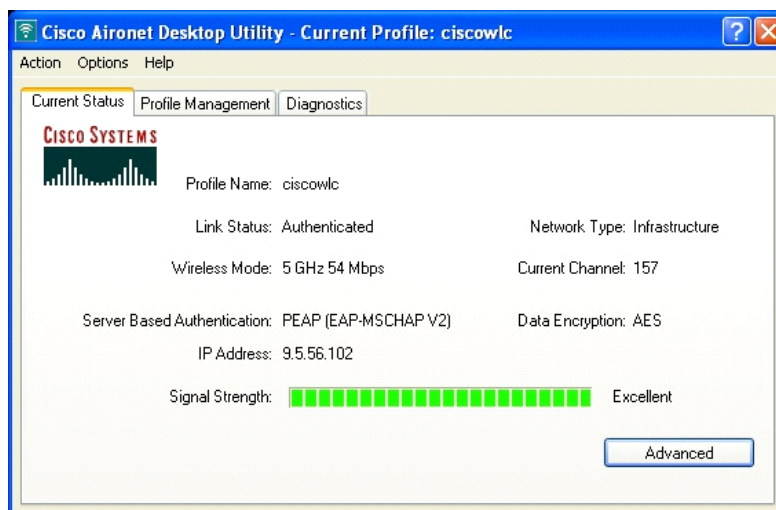 Cisco Aironet Desktop Utility - Current Profile: ciscowlc
Action Options Help
Current Status Profile Management Diagnostics
CISCO SYSTEMS
Profile Name: ciscowlc
Link Status: Authenticated Network Type: Infrastructure
Wireless Mode: 5 GHz 54 Mbps Current Channel: 157
Server Based Authentication: PEAP (EAP-MSCHAP V2) Data Encryption: AES
IP Address: 9.5.56.102
Signal Strength: Excellent
Advanced